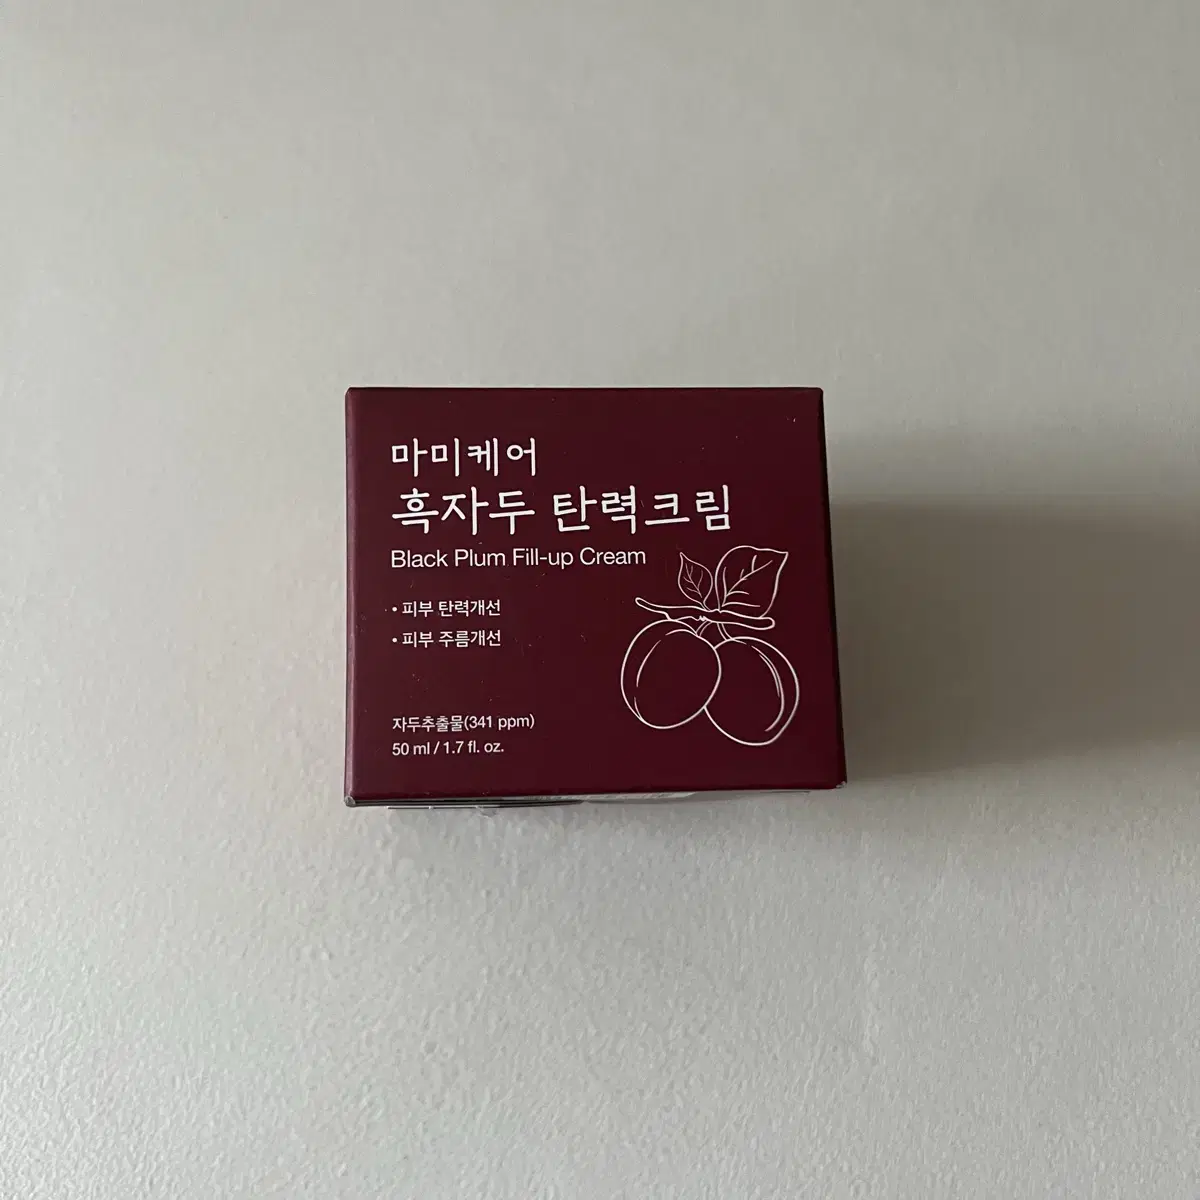 마미케어
흑자두 탄력크림
Black Plum Fill-up Cream
• 피부 탄력개선
• 피부 주름개선
자두추출물(341 ppm)
50 ml / 1.7 fl. oz.